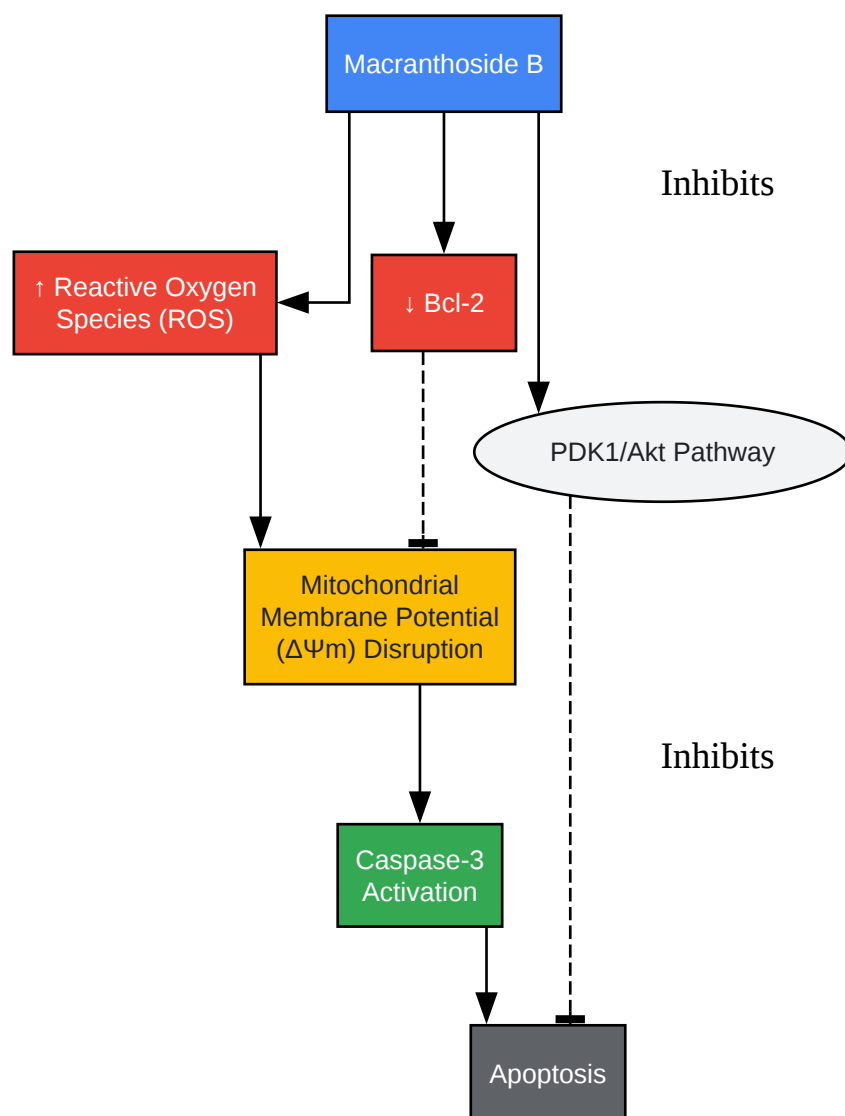 Macranthoside B
Inhibits
↑ Reactive Oxygen
Species (ROS)
↓ Bcl-2
PDK1/Akt Pathway
Mitochondrial
Membrane Potential
(ΔΨm) Disruption
Inhibits
Caspase-3
Activation
Apoptosis